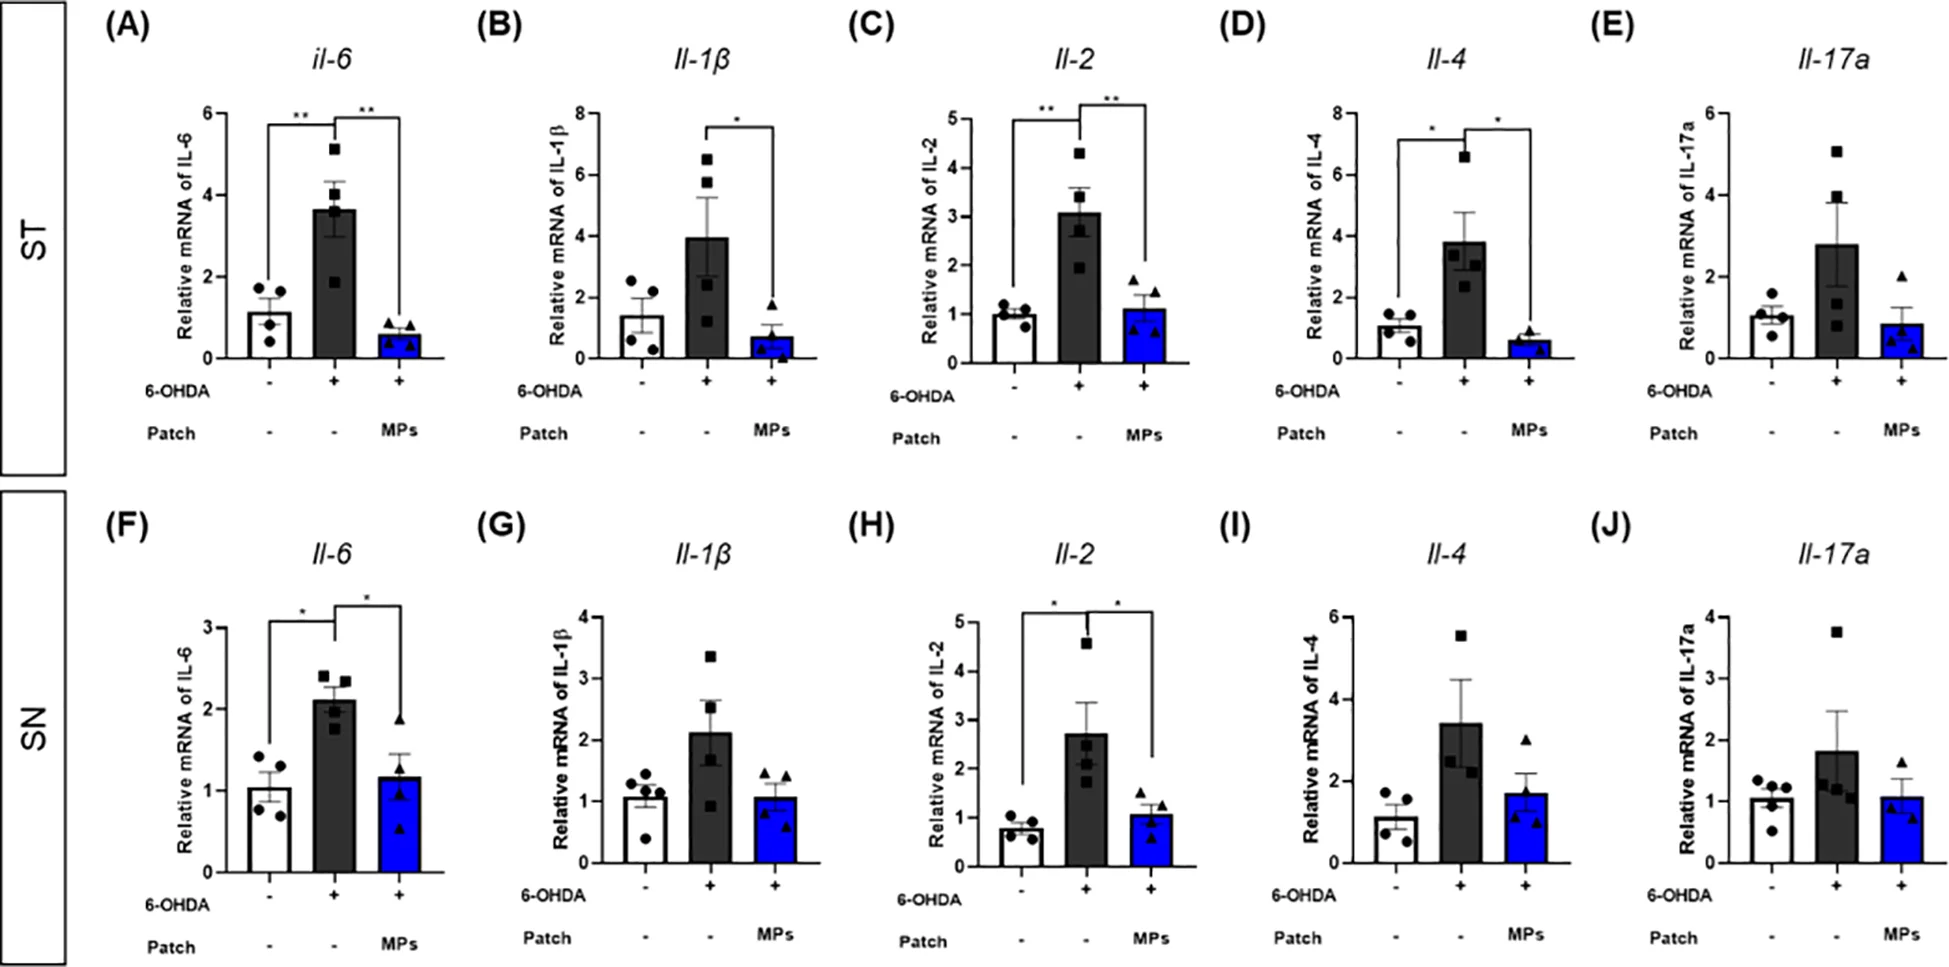 ST
(A)
il-6
Relative mRNA of IL-6
6
4
2
0
** **
6-OHDA - + +
Patch - - MPs
(B)
Il-1β
Relative mRNA of IL-1β
8
6
4
2
0
*
6-OHDA - + +
Patch - - MPs
(C)
Il-2
Relative mRNA of IL-2
5
4
3
2
1
0
** **
6-OHDA - + +
Patch - - MPs
(D)
Il-4
Relative mRNA of IL-4
8
6
4
2
0
* *
6-OHDA - + +
Patch - - MPs
(E)
Il-17a
Relative mRNA of IL-17a
6
4
2
0
6-OHDA - + +
Patch - - MPs
SN
(F)
Il-6
Relative mRNA of IL-6
3
2
1
0
* *
6-OHDA - + +
Patch - - MPs
(G)
Il-1β
Relative mRNA of IL-1β
4
3
2
1
0
6-OHDA - + +
Patch - - MPs
(H)
Il-2
Relative mRNA of IL-2
5
4
3
2
1
0
* *
6-OHDA - + +
Patch - - MPs
(I)
Il-4
Relative mRNA of IL-4
6
4
2
0
6-OHDA - + +
Patch - - MPs
(J)
Il-17a
Relative mRNA of IL-17a
4
3
2
1
0
6-OHDA - + +
Patch - - MPs